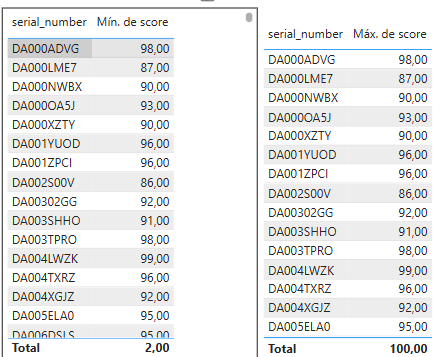 serial_number Mín. de score
DA000ADVG 98,00
DA000LME7 87,00
DA000NWBX 90,00
DA000OA5J 93,00
DA000XZTY 90,00
DA001YUOD 96,00
DA001ZPCI 96,00
DA002S00V 86,00
DA00302GG 92,00
DA003SHHO 91,00
DA003TPRO 98,00
DA004LWZK 99,00
DA004TXRZ 96,00
DA004XGJZ 92,00
DA005ELA0 95,00
DA006DSLS 95,00
Total 2,00
serial_number Máx. de score
DA000ADVG 98,00
DA000LME7 87,00
DA000NWBX 90,00
DA000OA5J 93,00
DA000XZTY 90,00
DA001YUOD 96,00
DA001ZPCI 96,00
DA002S00V 86,00
DA00302GG 92,00
DA003SHHO 91,00
DA003TPRO 98,00
DA004LWZK 99,00
DA004TXRZ 96,00
DA004XGJZ 92,00
DA005ELA0 95,00
Total 100,00